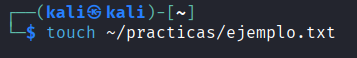 ┌──(kali㉿kali)-[~]
└─$ touch ~/practicas/ejemplo.txt